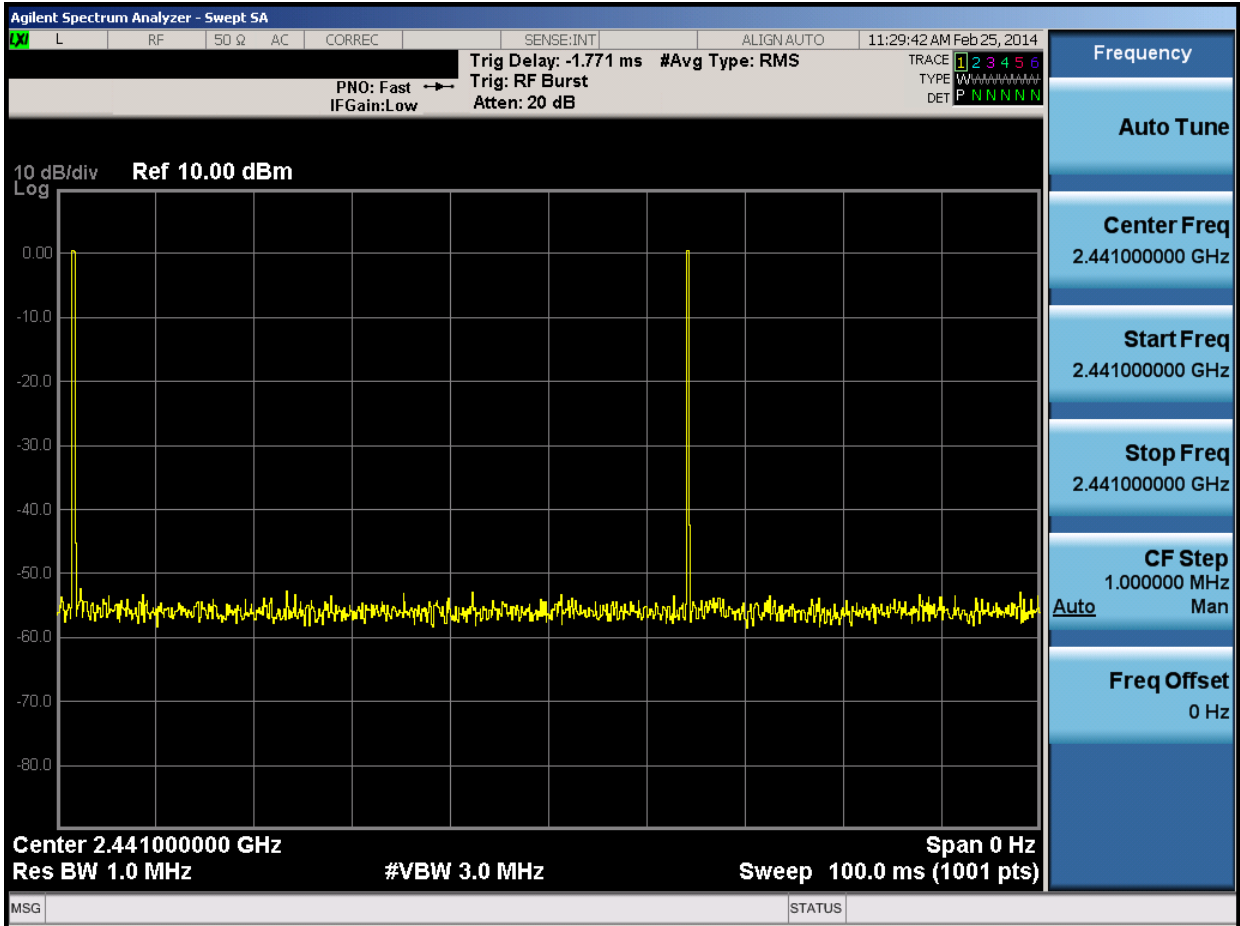 Agilent Spectrum Analyzer - Swept SA
LXI L RF 50 Ω AC CORREC SENSE:INT ALIGN AUTO 11:29:42 AM Feb 25, 2014
PNO: Fast
IFGain:Low
Trig Delay: -1.771 ms #Avg Type: RMS
Trig: RF Burst
Atten: 20 dB
TRACE 1 2 3 4 5 6
TYPE W
DET P N N N N N
10 dB/div Ref 10.00 dBm
Log
0.00
-10.0
-20.0
-30.0
-40.0
-50.0
-60.0
-70.0
-80.0
Center 2.441000000 GHz Span 0 Hz
Res BW 1.0 MHz #VBW 3.0 MHz Sweep 100.0 ms (1001 pts)
MSG STATUS
Frequency
Auto Tune
Center Freq
2.441000000 GHz
Start Freq
2.441000000 GHz
Stop Freq
2.441000000 GHz
CF Step
1.000000 MHz
Auto Man
Freq Offset
0 Hz